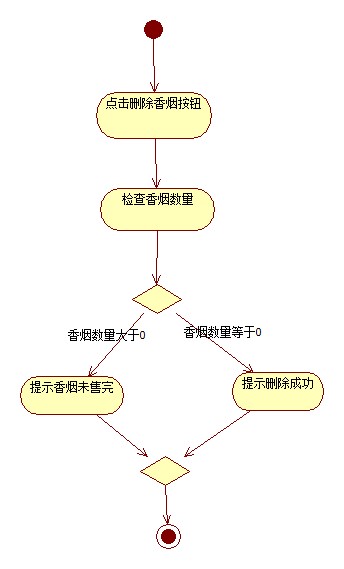 点击删除香烟按钮
检查香烟数量
香烟数量大于0
香烟数量等于0
提示香烟未售完
提示删除成功